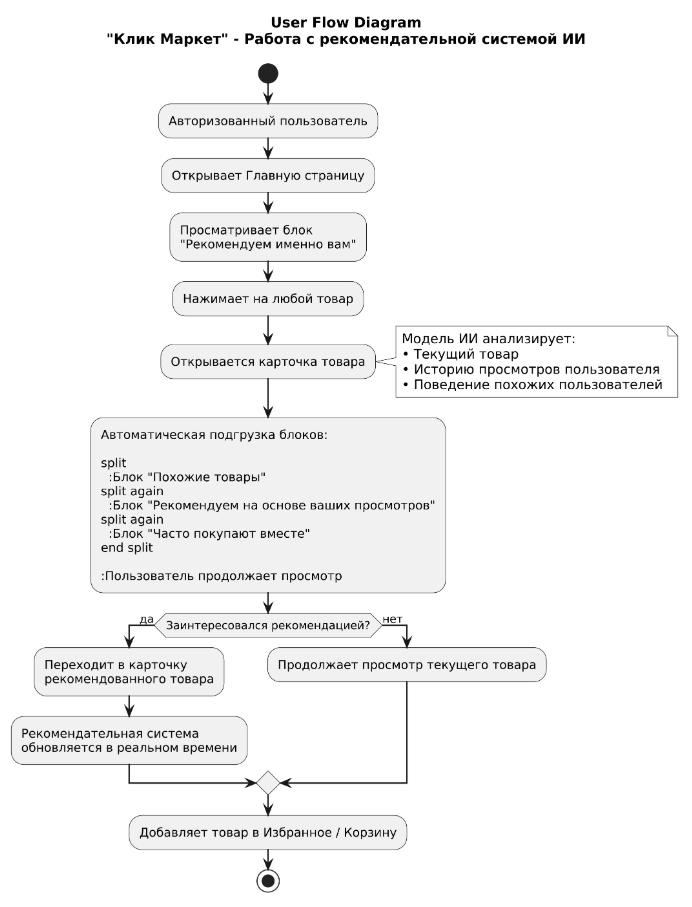 User Flow Diagram
"Клик Маркет" - Работа с рекомендательной системой ИИ
Авторизованный пользователь
Открывает Главную страницу
Просматривает блок
"Рекомендуем именно вам"
Нажимает на любой товар
Открывается карточка товара
Модель ИИ анализирует:
• Текущий товар
• Историю просмотров пользователя
• Поведение похожих пользователей
Автоматическая подгрузка блоков:
split
:Блок "Похожие товары"
split again
:Блок "Рекомендуем на основе ваших просмотров"
split again
:Блок "Часто покупают вместе"
end split
:Пользователь продолжает просмотр
да
Заинтересовался рекомендацией?
нет
Переходит в карточку
рекомендованного товара
Продолжает просмотр текущего товара
Рекомендательная система
обновляется в реальном времени
Добавляет товар в Избранное / Корзину